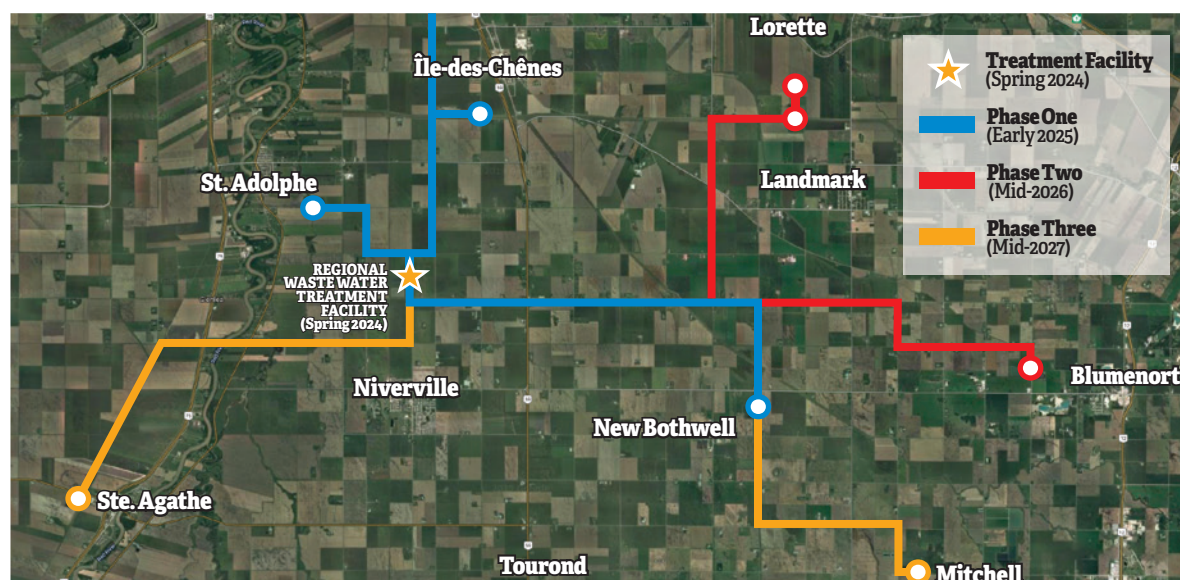 Lorette
Île-des-Chênes
Treatment Facility
(Spring 2024)
Phase One
(Early 2025)
Phase Two
(Mid-2026)
Phase Three
(Mid-2027)
St. Adolphe
Landmark
REGIONAL
WASTE WATER
TREATMENT
FACILITY
(Spring 2024)
Niverville
Blumenort
New Bothwell
Ste. Agathe
Tourond
Mitchell